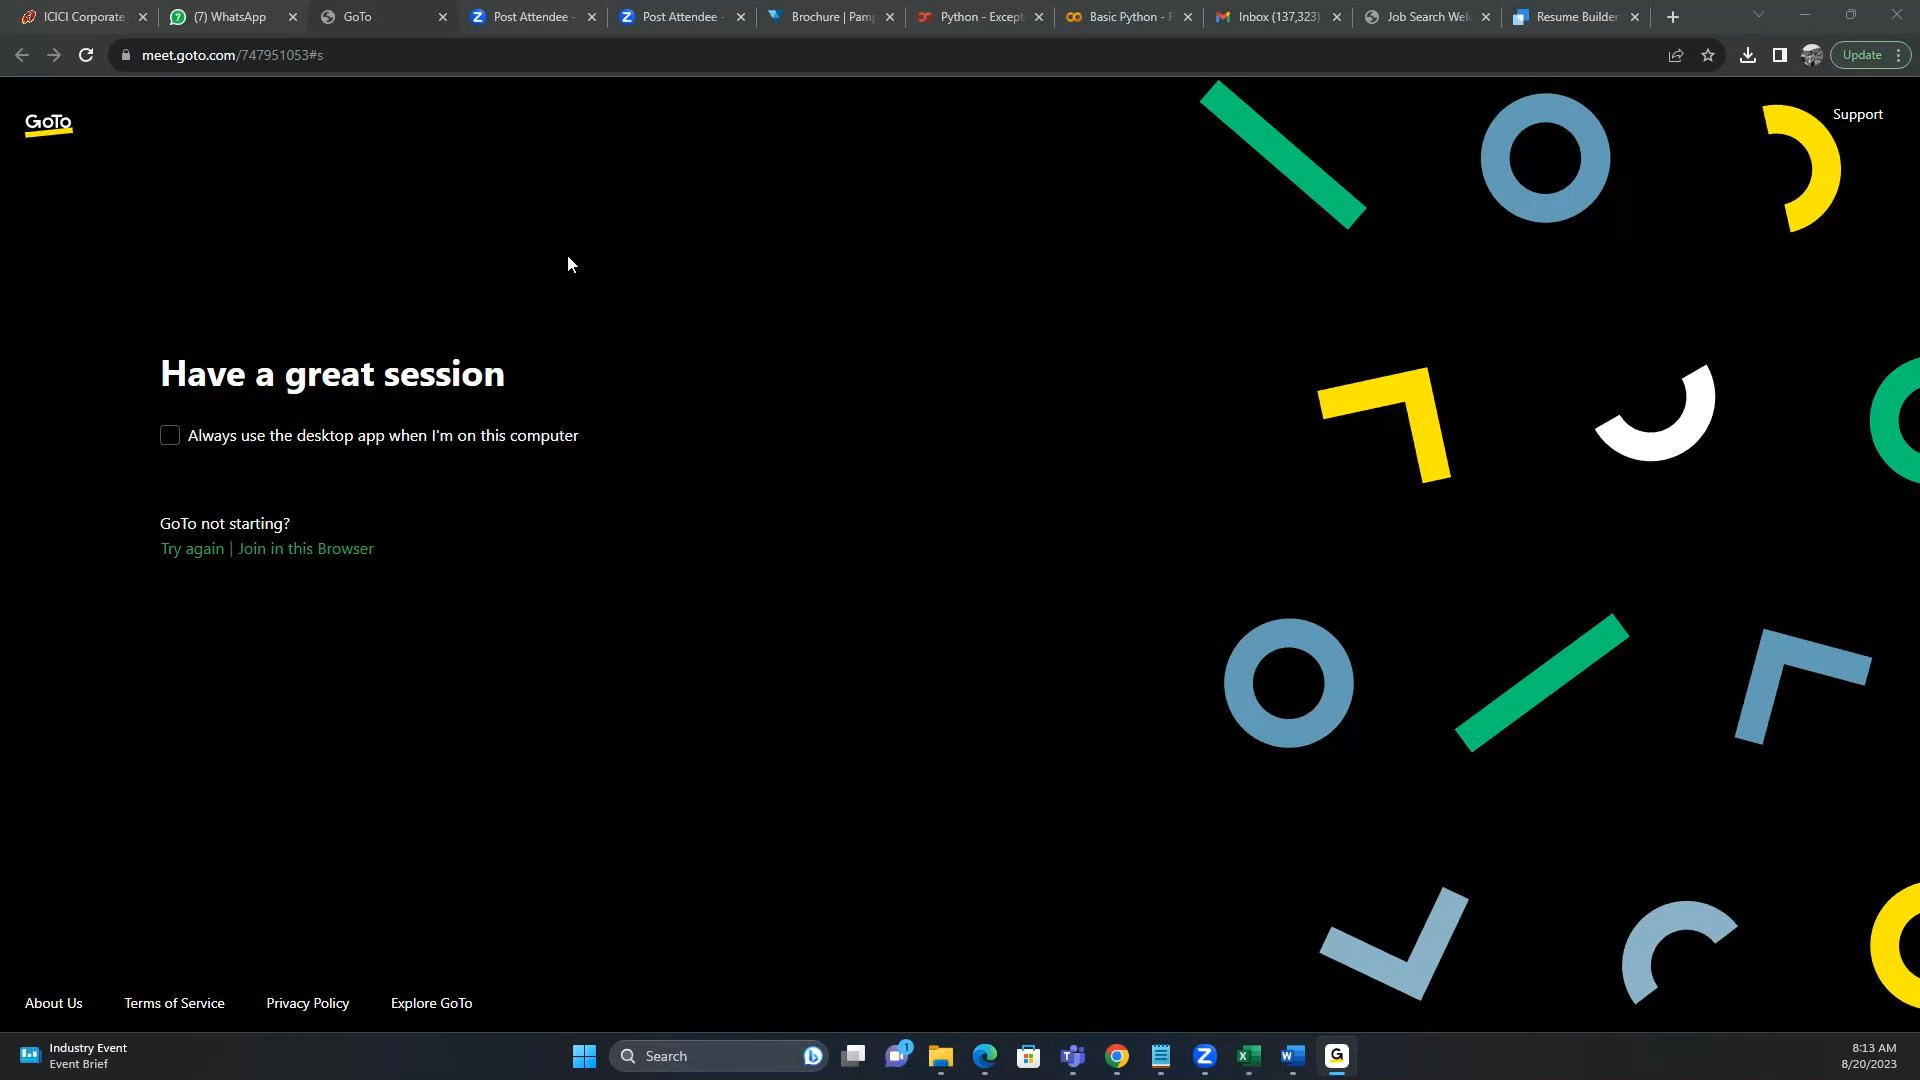 ICICI Corporate
(7) WhatsApp
GoTo
Post Attendee -
Post Attendee -
Brochure | Pam
Python - Except
Basic Python - F
Inbox (137,323)
Job Search Wel
Resume Builder
meet.goto.com/747951053#s
Update
GoTo
Support
Have a great session
Always use the desktop app when I'm on this computer
GoTo not starting?
Try again | Join in this Browser
About Us Terms of Service Privacy Policy Explore GoTo
Industry Event
Event Brief
Search
1
8:13 AM
8/20/2023